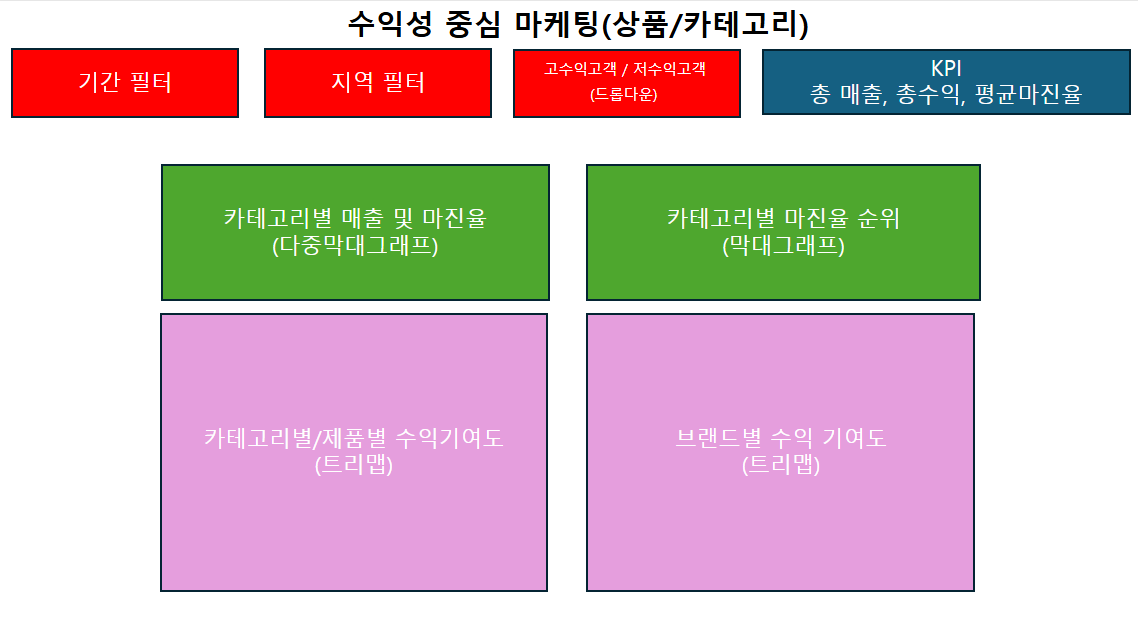 수익성 중심 마케팅(상품/카테고리)
기간 필터
지역 필터
고수익고객 / 저수익고객
(드롭다운)
KPI
총 매출, 총수익, 평균마진율
카테고리별 매출 및 마진율
(다중막대그래프)
카테고리별 마진율 순위
(막대그래프)
카테고리별/제품별 수익기여도
(트리맵)
브랜드별 수익 기여도
(트리맵)